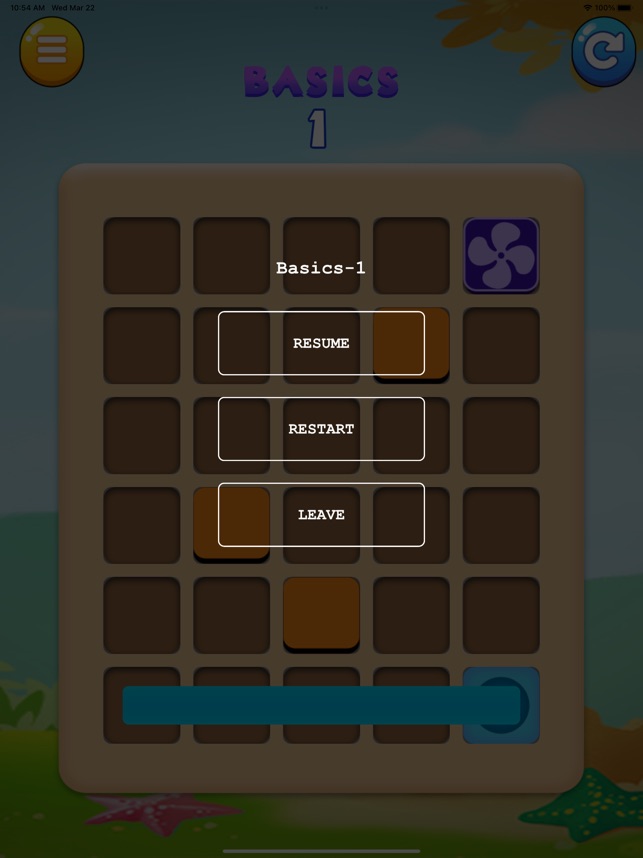 10:54 AM Wed Mar 22
100%
BASICS
1
Basics-1
RESUME
RESTART
LEAVE